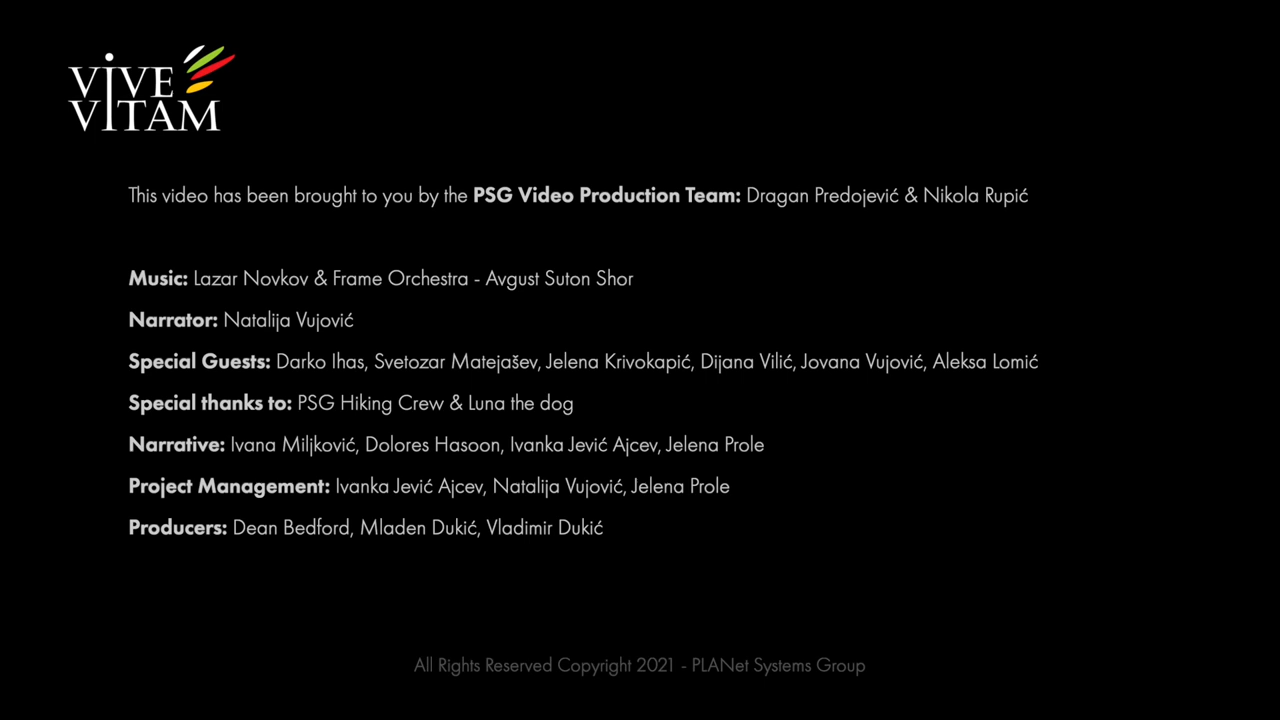 VIVE
VITAM
This video has been brought to you by the PSG Video Production Team: Dragan Predojević & Nikola Rupić
Music: Lazar Novkov & Frame Orchestra - Avgust Suton Shor
Narrator: Natalija Vujović
Special Guests: Darko Ihas, Svetozar Matejašev, Jelena Krivokapić, Dijana Vilić, Jovana Vujović, Aleksa Lomić
Special thanks to: PSG Hiking Crew & Luna the dog
Narrative: Ivana Miljković, Dolores Hasoon, Ivanka Jević Ajcev, Jelena Prole
Project Management: Ivanka Jević Ajcev, Natalija Vujović, Jelena Prole
Producers: Dean Bedford, Mladen Dukić, Vladimir Dukić
All Rights Reserved Copyright 2021 - PLANet Systems Group